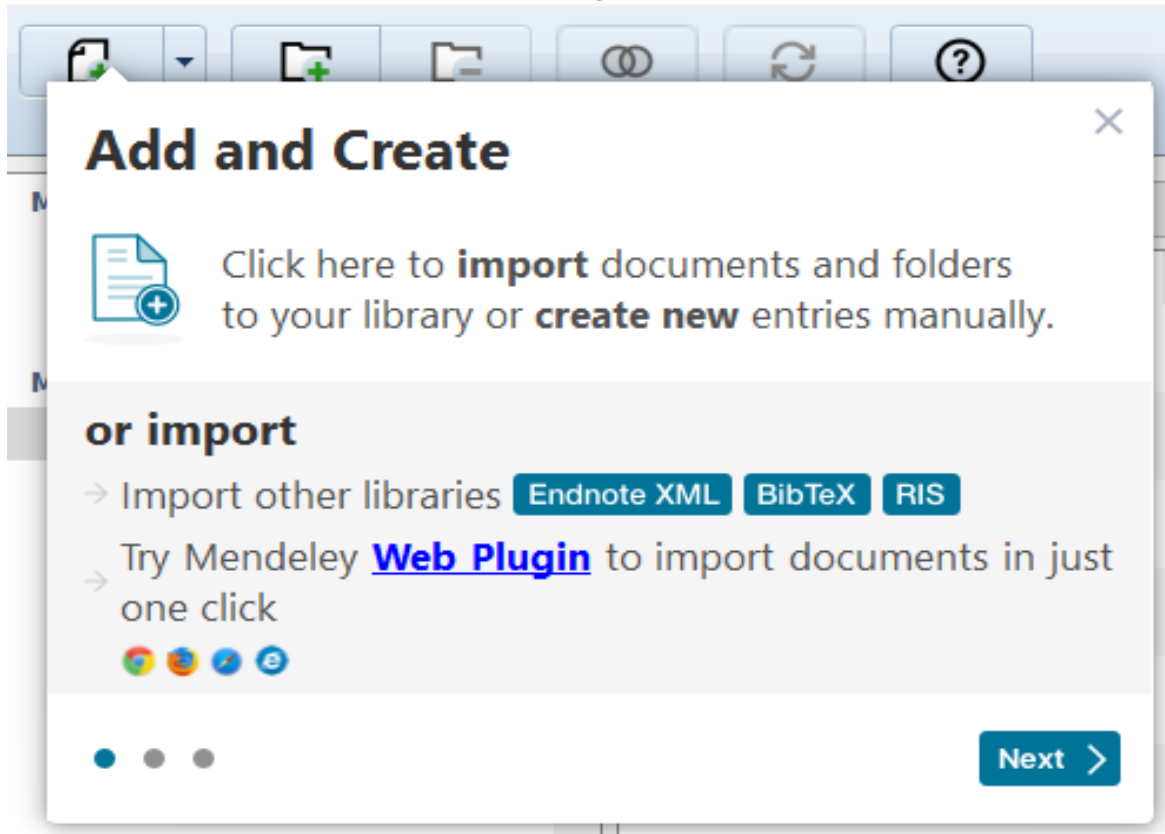 Add and Create
Click here to import documents and folders
to your library or create new entries manually.
or import
Import other libraries Endnote XML BibTeX RIS
Try Mendeley Web Plugin to import documents in just
one click
Next